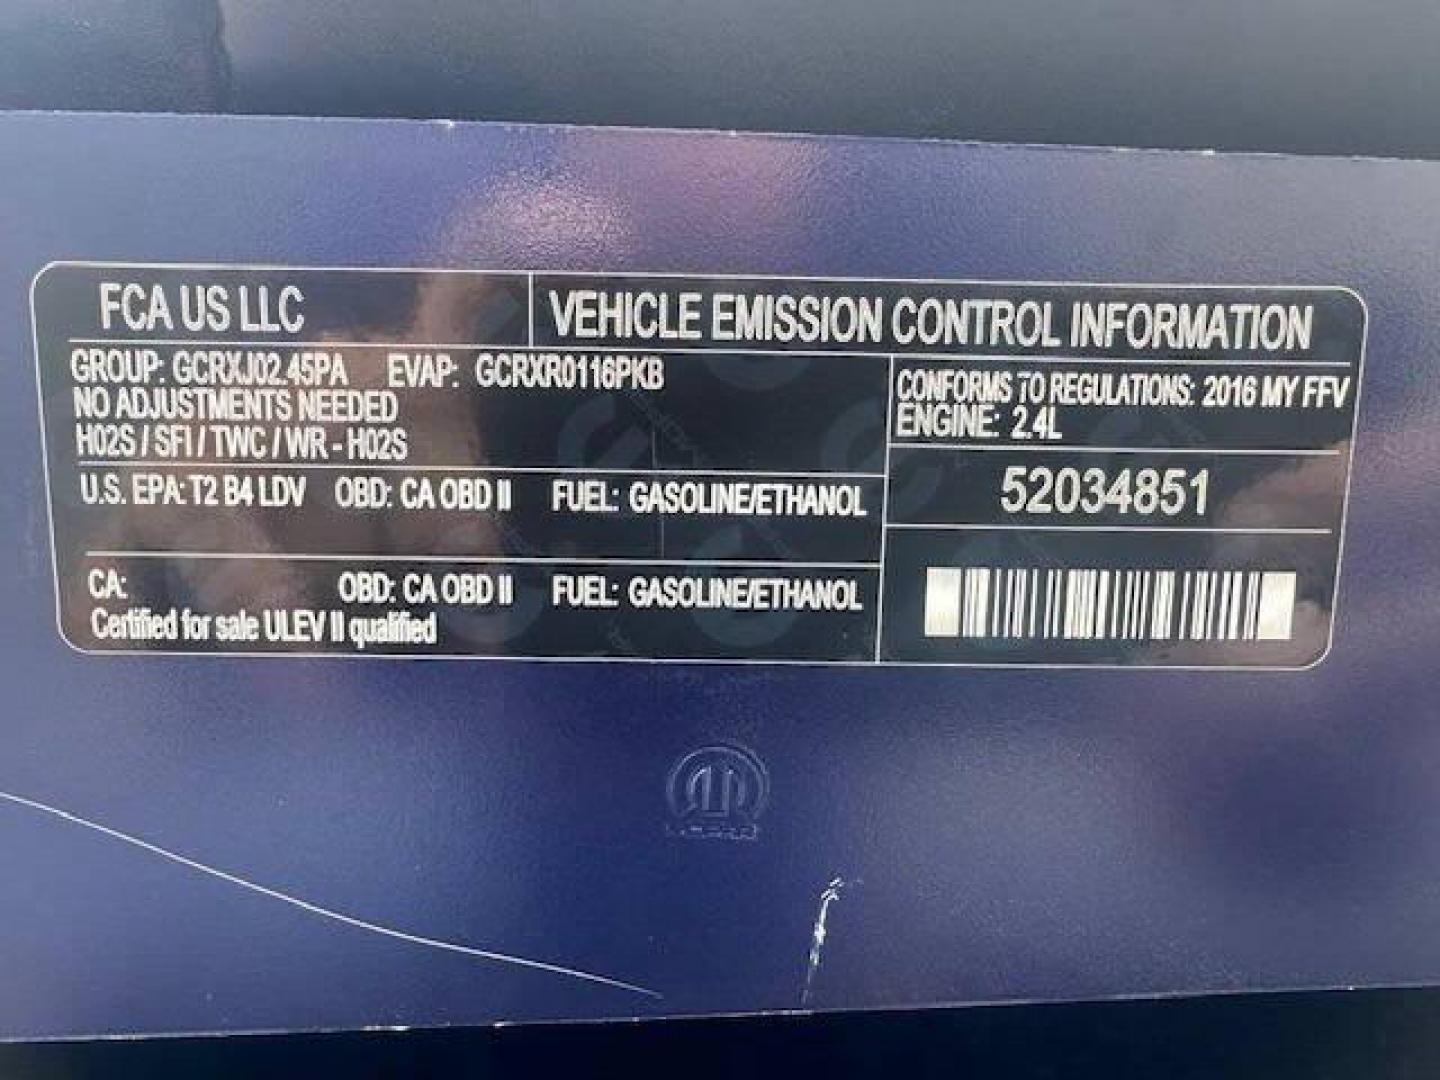 FCA US LLC
VEHICLE EMISSION CONTROL INFORMATION
GROUP: GCRXJ02.45PA EVAP: GCRXR0116PKB
NO ADJUSTMENTS NEEDED
H02S / SFI / TWC / WR - H02S
CONFORMS TO REGULATIONS: 2016 MY FFV
ENGINE: 2.4L
U.S. EPA: T2 B4 LDV OBD: CA OBD II FUEL: GASOLINE/ETHANOL
52034851
CA: OBD: CA OBD II FUEL: GASOLINE/ETHANOL
Certified for sale ULEV II qualified